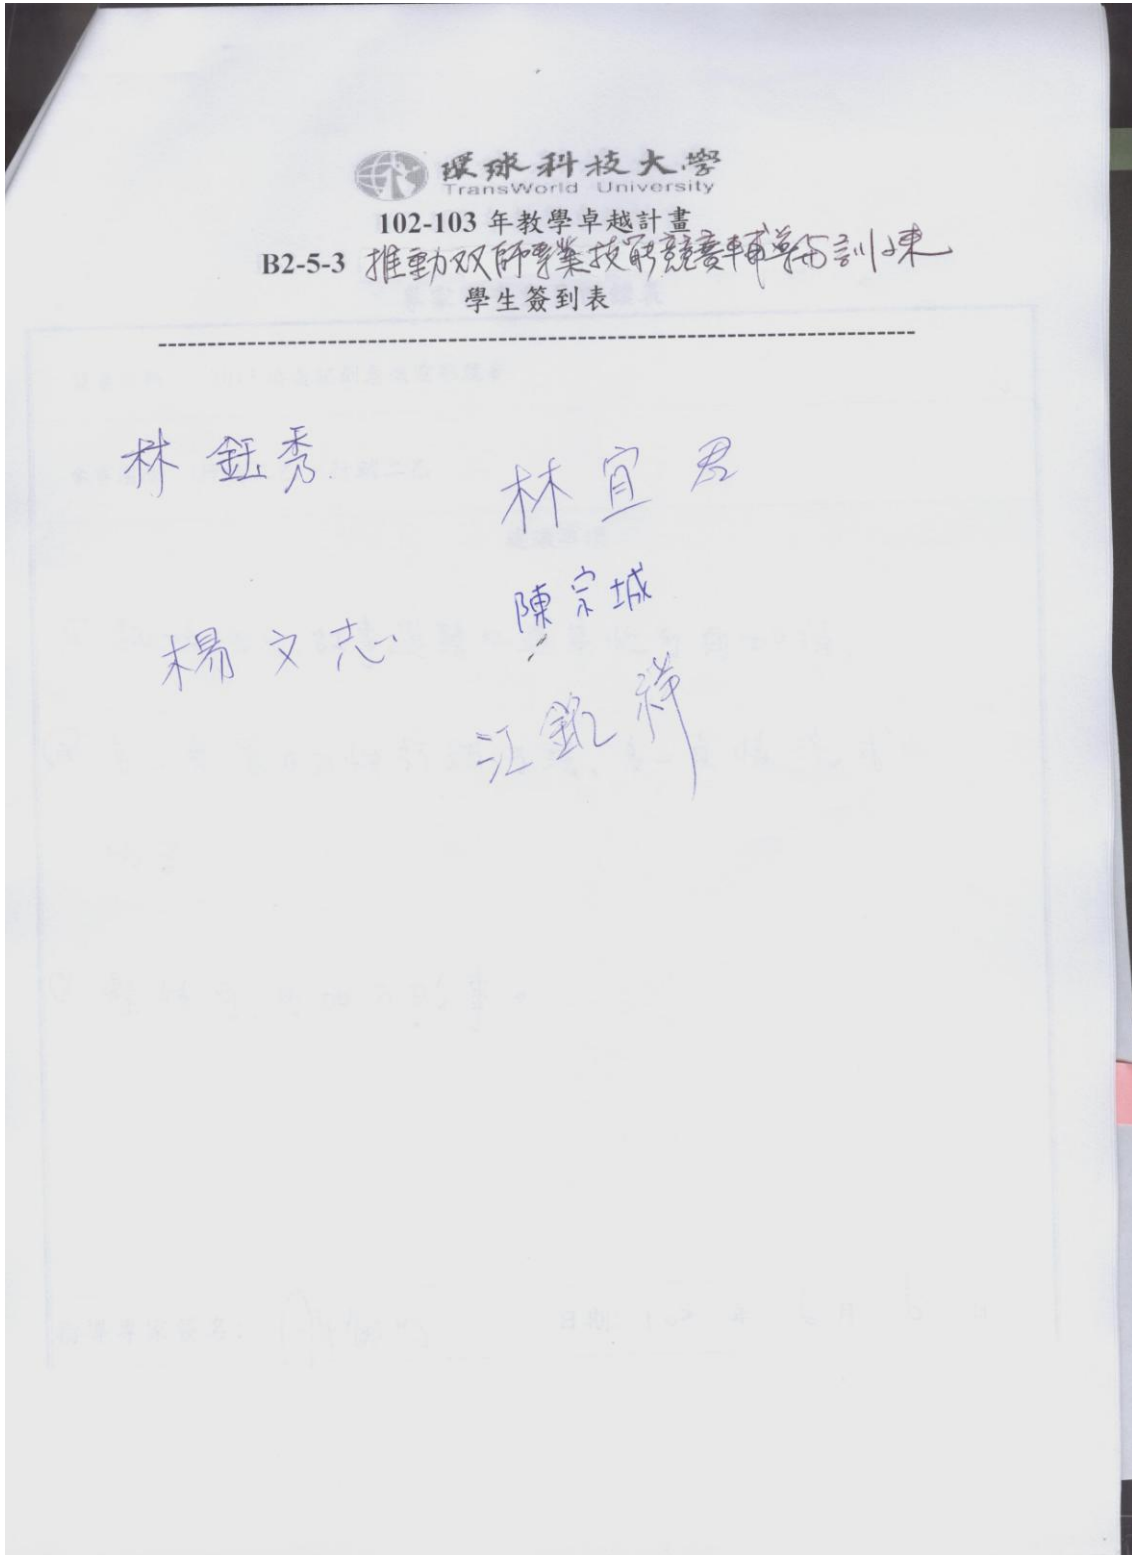 環球科技大學
TransWorld University
102-103 年教學卓越計畫
B2-5-3 推動双師專業技能競賽輔導與訓練
學生簽到表
林鈺秀
林宜君
陳宗城
楊文志
江銘祥